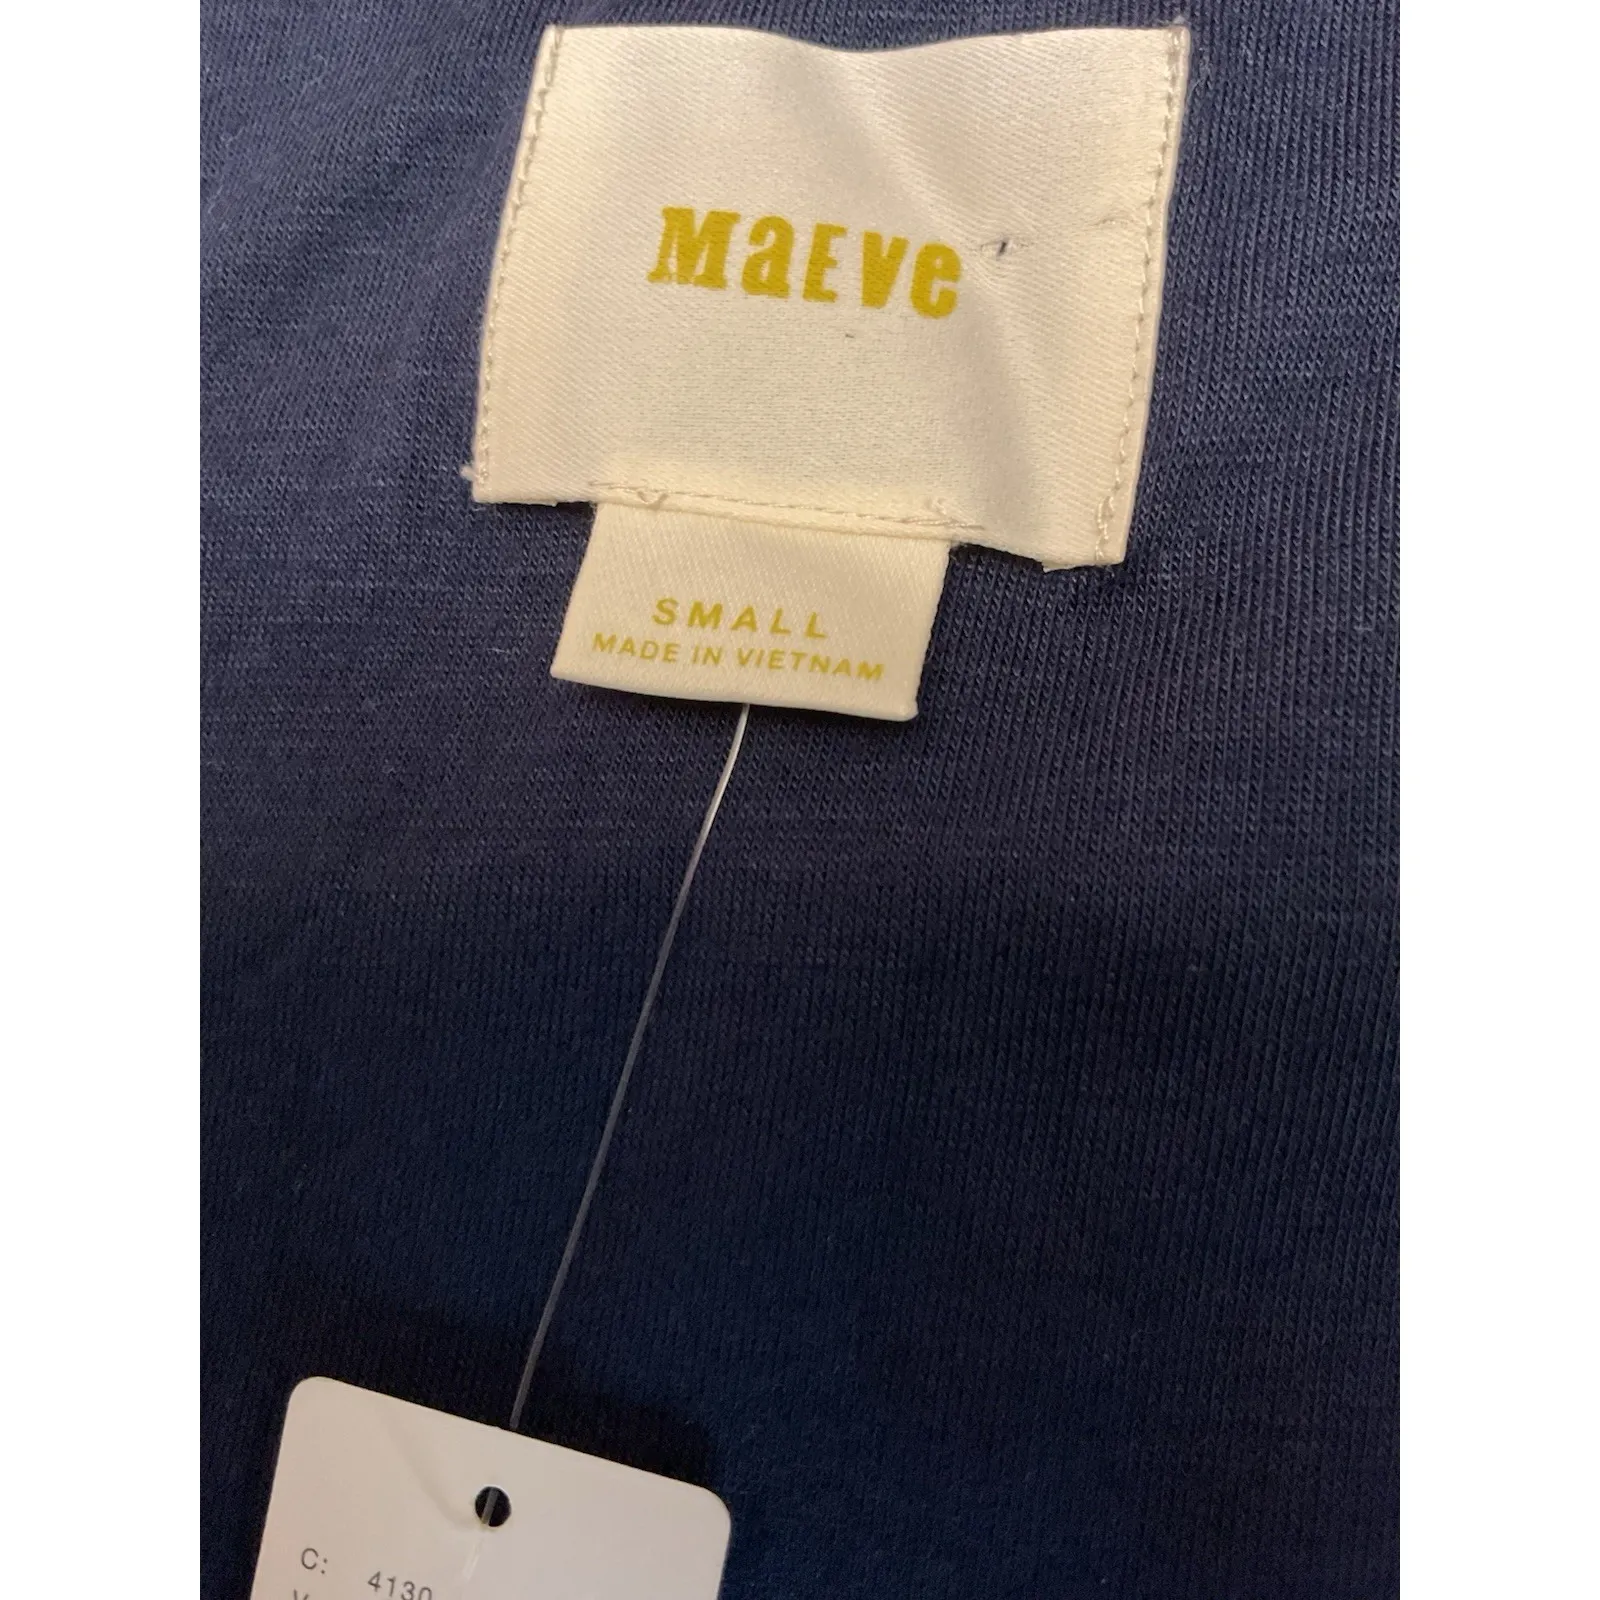 MaEve
SMALL
MADE IN VIETNAM
C: 4130